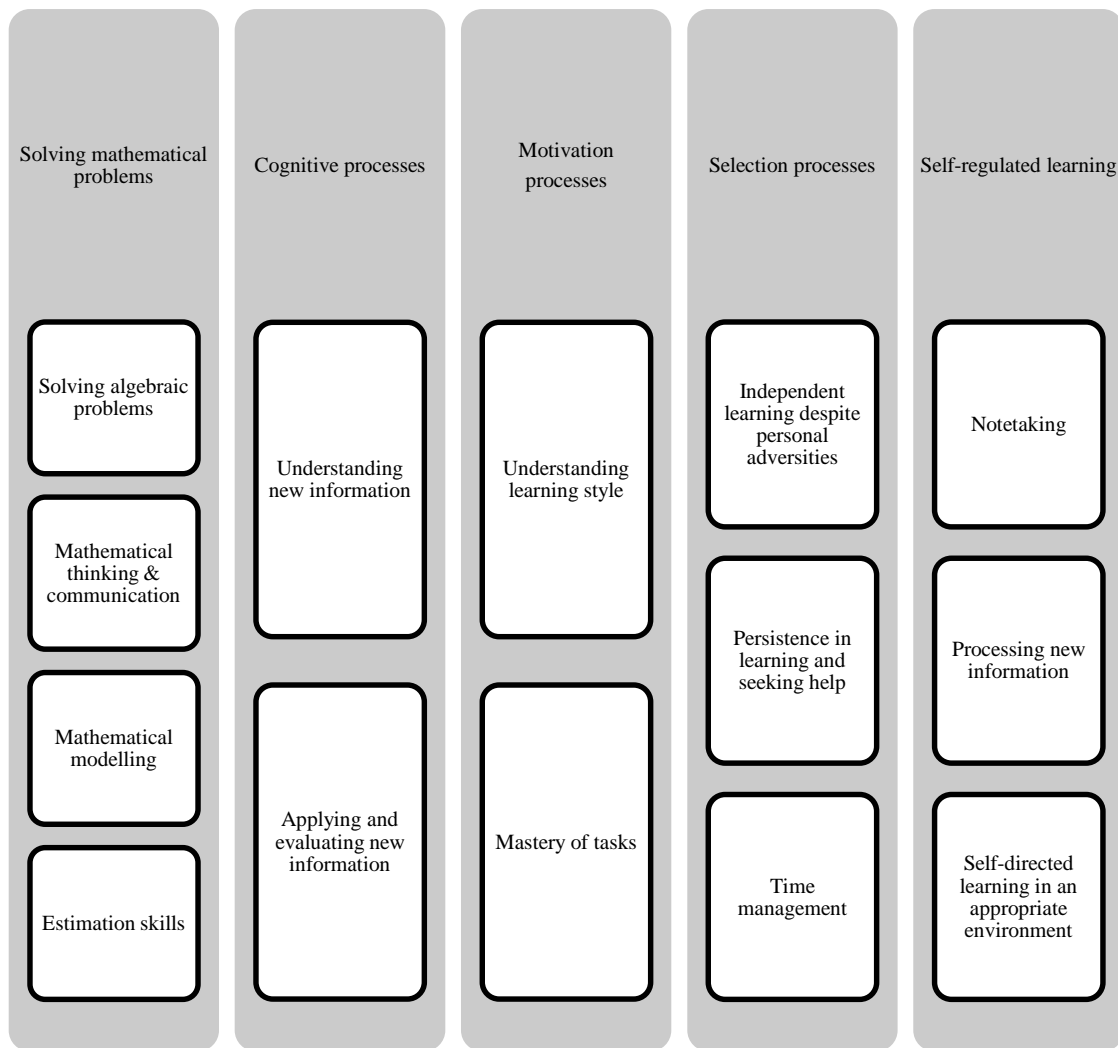 Solving mathematical
problems
Cognitive processes
Motivation
processes
Selection processes
Self-regulated learning
Solving algebraic
problems
Mathematical
thinking &
communication
Mathematical
modelling
Estimation skills
Understanding
new information
Applying and
evaluating new
information
Understanding
learning style
Mastery of tasks
Independent
learning despite
personal
adversities
Persistence in
learning and
seeking help
Time
management
Notetaking
Processing new
information
Self-directed
learning in an
appropriate
environment